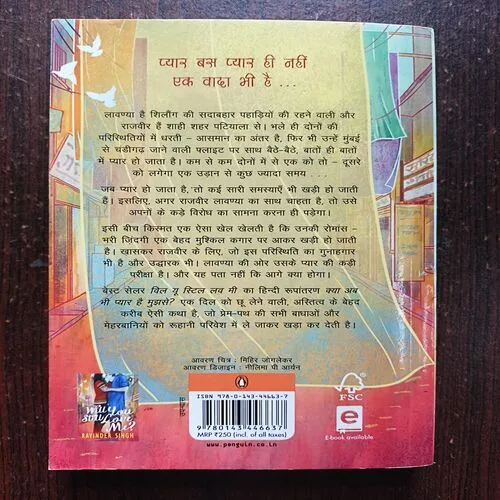 प्यार बस प्यार ही नहीं
एक वादा भी है ...
लावण्या है शिलौंग की सदाबहार पहाड़ियों की रहने वाली और
राजवीर हैं शाही शहर पटियाला से। भले ही दोनों की
परिस्थितियों में धरती - आसमान का अंतर है, फिर भी उन्हें मुंबई
से चंडीगढ़ जाने वाली फ्लाइट पर साथ बैठे-बैठे, बातों ही बातों
में प्यार हो जाता है। कम से कम दोनों में से एक को तो - दूसरे
को लगेगा एक उड़ान से कुछ ज्यादा समय ...
जब प्यार हो जाता है, तो कई सारी समस्याएँ भी खड़ी हो जाती
हैं। इसलिए, अगर राजवीर लावण्या का साथ चाहता है, तो उसे
अपनों के कड़े विरोध का सामना करना ही पड़ेगा।
इसी बीच किस्मत एक ऐसा खेल खेलती है कि उनकी रोमांस -
भरी जिंदगी एक बेहद मुश्किल कगार पर आकर खड़ी हो जाती
है। खासकर राजवीर के लिए, जो इस परिस्थिति का गुनाहगार
भी है और उद्धारक भी। लावण्या की ओर उसके प्यार की कड़ी
परीक्षा है। और यह पता नहीं कि आगे क्या होगा।
बेस्ट सेलर विल यू स्टिल लव मी का हिन्दी रूपांतरण क्या अब
भी प्यार है मुझसे? एक दिल को छू लेने वाली, अस्तित्व के बेहद
करीब ऐसी कथा है, जो प्रेम-पथ की सभी बाधाओं और
मेहरबानियों को रूहानी परिवेश में ले जाकर खड़ा कर देती है।
आवरण चित्र : मिहिर जोगलेकर
आवरण डिजाइन : नीलिमा पी आर्यन
Will You
Still Love
Me?
RAVINDER SINGH
ISBN 978-0-143-44663-7
9 780143 446637
MRP ₹250 (incl. of all taxes)
www.penguin.co.in
FSC
e
E-book available